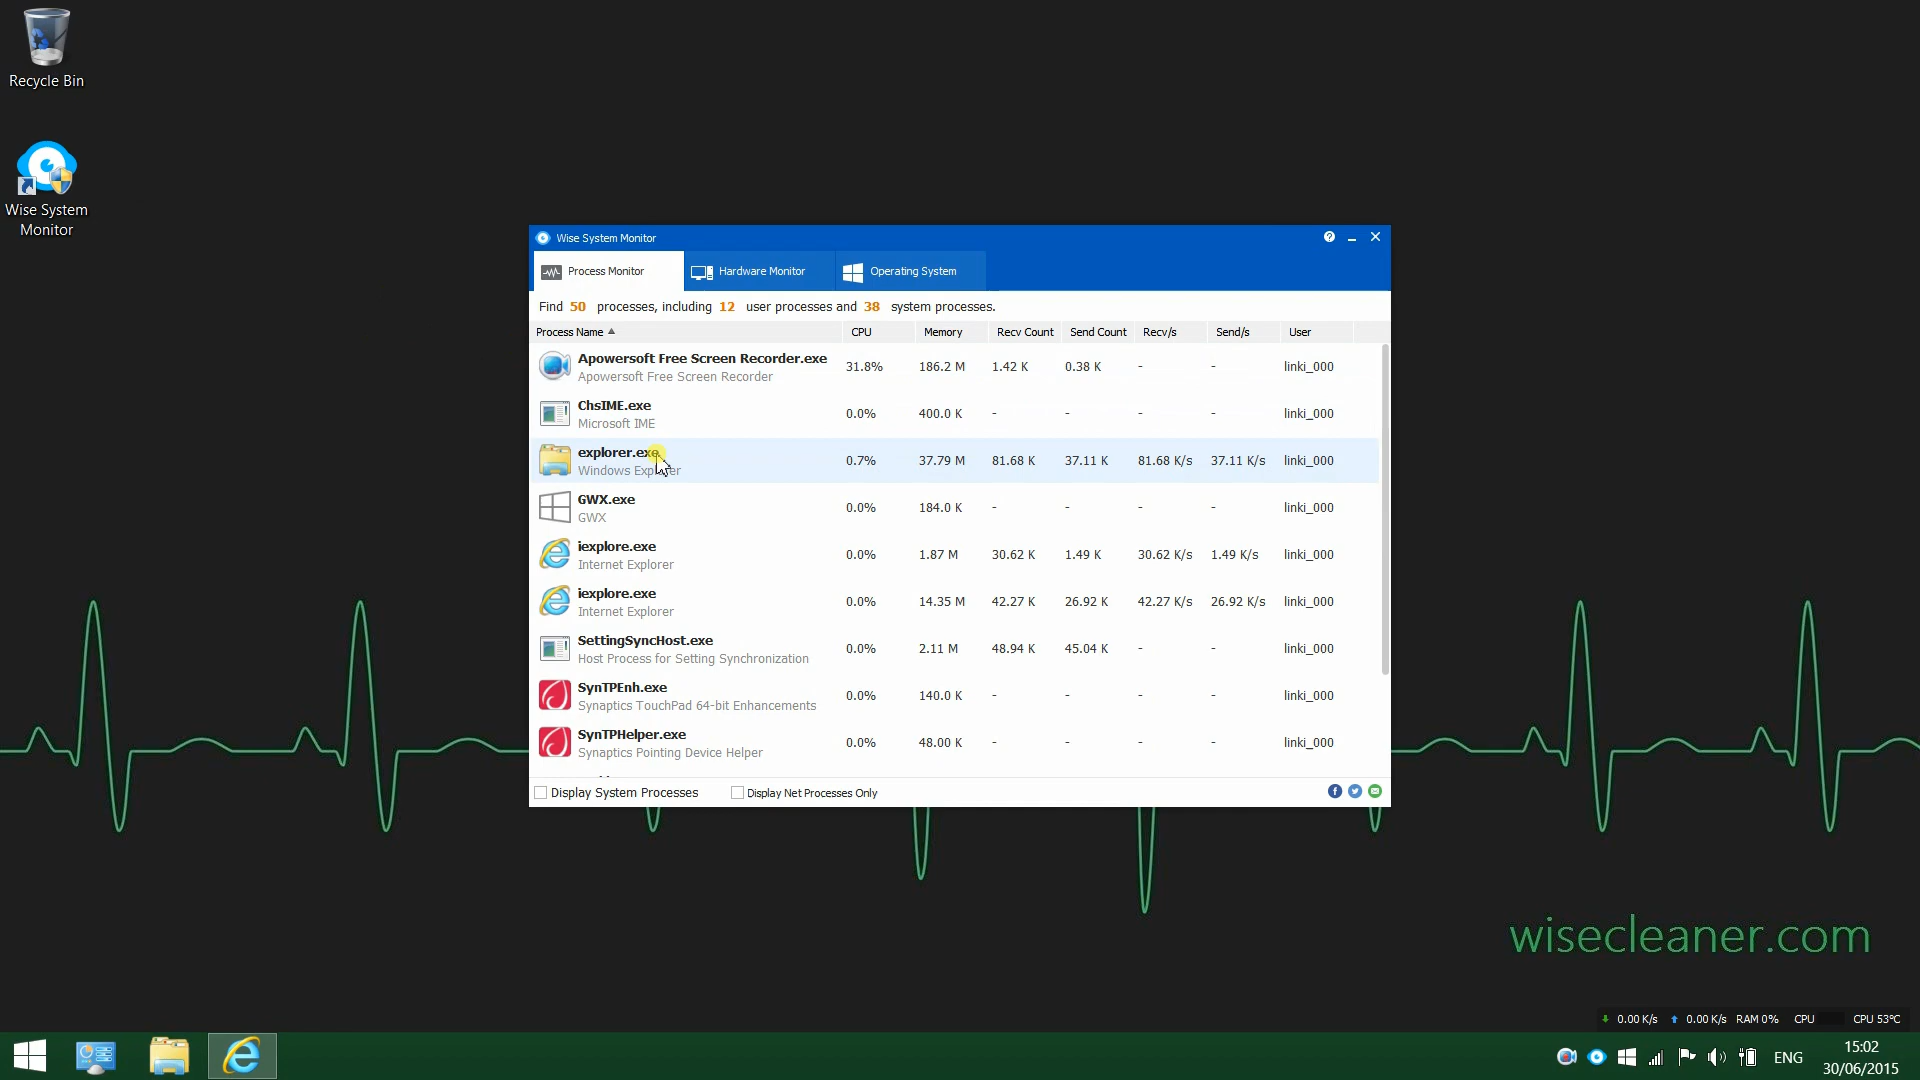 Recycle Bin
Wise System
Monitor
Wise System Monitor
Process Monitor
Hardware Monitor
Operating System
Find 50 processes, including 12 user processes and 38 system processes.
Process Name CPU Memory Recv Count Send Count Recv/s Send/s User
Apowersoft Free Screen Recorder.exe
Apowersoft Free Screen Recorder
31.8% 186.2 M 1.42 K 0.38 K - - linki_000
ChsIME.exe
Microsoft IME
0.0% 400.0 K - - - - linki_000
explorer.exe
Windows Explorer
0.7% 37.79 M 81.68 K 37.11 K 81.68 K/s 37.11 K/s linki_000
GWX.exe
GWX
0.0% 184.0 K - - - - linki_000
iexplore.exe
Internet Explorer
0.0% 1.87 M 30.62 K 1.49 K 30.62 K/s 1.49 K/s linki_000
iexplore.exe
Internet Explorer
0.0% 14.35 M 42.27 K 26.92 K 42.27 K/s 26.92 K/s linki_000
SettingSyncHost.exe
Host Process for Setting Synchronization
0.0% 2.11 M 48.94 K 45.04 K - - linki_000
SynTPEnh.exe
Synaptics TouchPad 64-bit Enhancements
0.0% 140.0 K - - - - linki_000
SynTPHelper.exe
Synaptics Pointing Device Helper
0.0% 48.00 K - - - - linki_000
Display System Processes
Display Net Processes Only
wisecleaner.com
0.00 K/s 0.00 K/s RAM 0% CPU CPU 53°C
ENG
15:02
30/06/2015